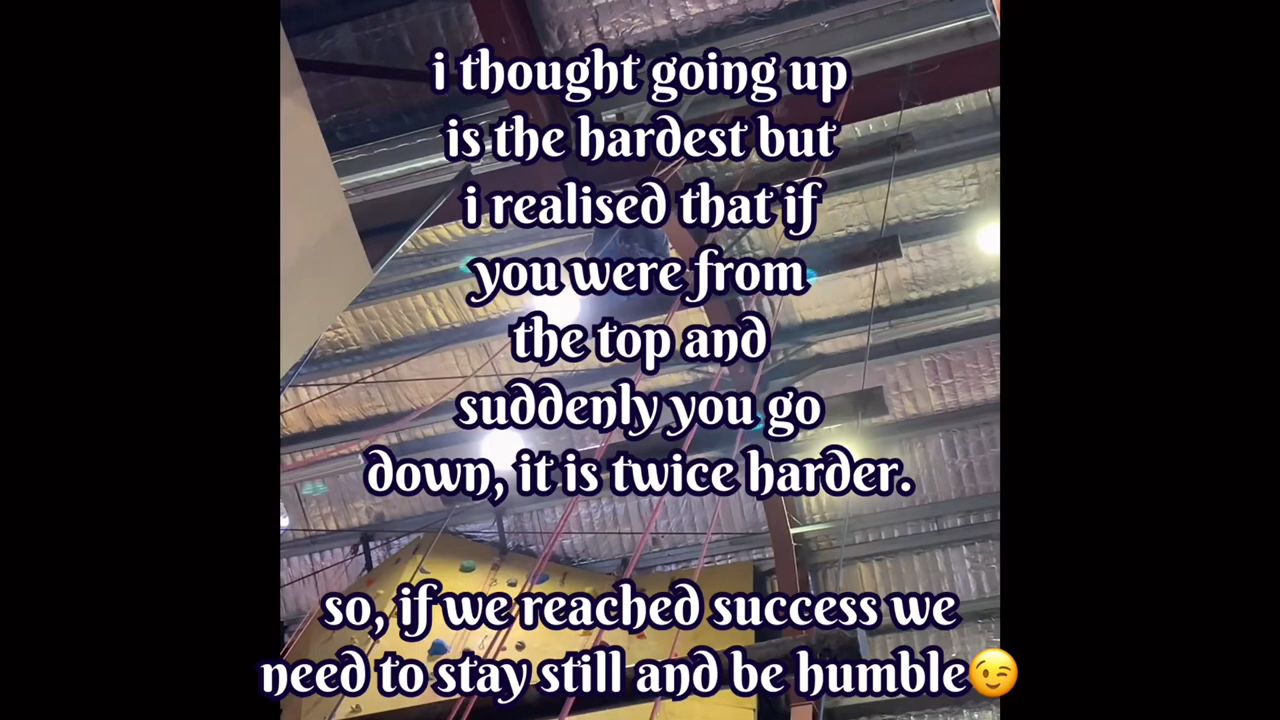 i thought going up
is the hardest but
i realised that if
you were from
the top and
suddenly you go
down, it is twice harder.
so, if we reached success we
need to stay still and be humble😉